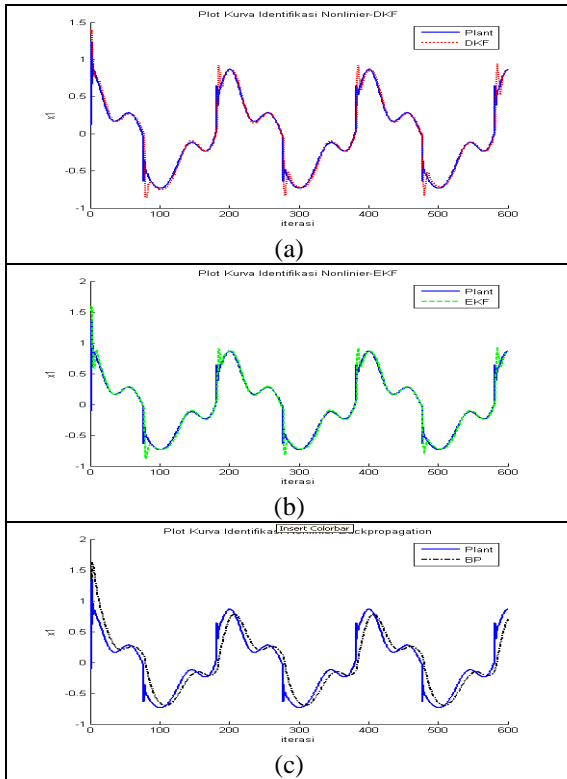 Plot Kurva Identifikasi Nonlinier-DKF
Plant
DKF
1.5
1
0.5
0
-0.5
-1
x1
0 100 200 300 400 500 600
iterasi
(a)
Plot Kurva Identifikasi Nonlinier-EKF
Plant
EKF
2
1.5
1
0.5
0
-0.5
-1
x1
0 100 200 300 400 500 600
iterasi
(b)
Plot Kurva Identifikasi
Insert Colorbar
Plant
BP
2
1.5
1
0.5
0
-0.5
-1
x1
0 100 200 300 400 500 600
iterasi
(c)